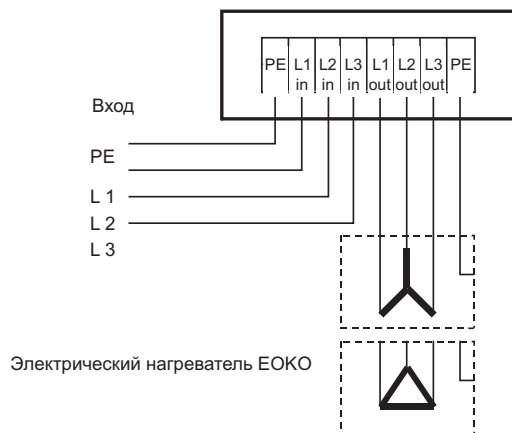 PE L1 L2 L3 L1 L2 L3 PE
in in in out out out
Вход
PE
L 1
L 2
L 3
Электрический нагреватель ЕОКО